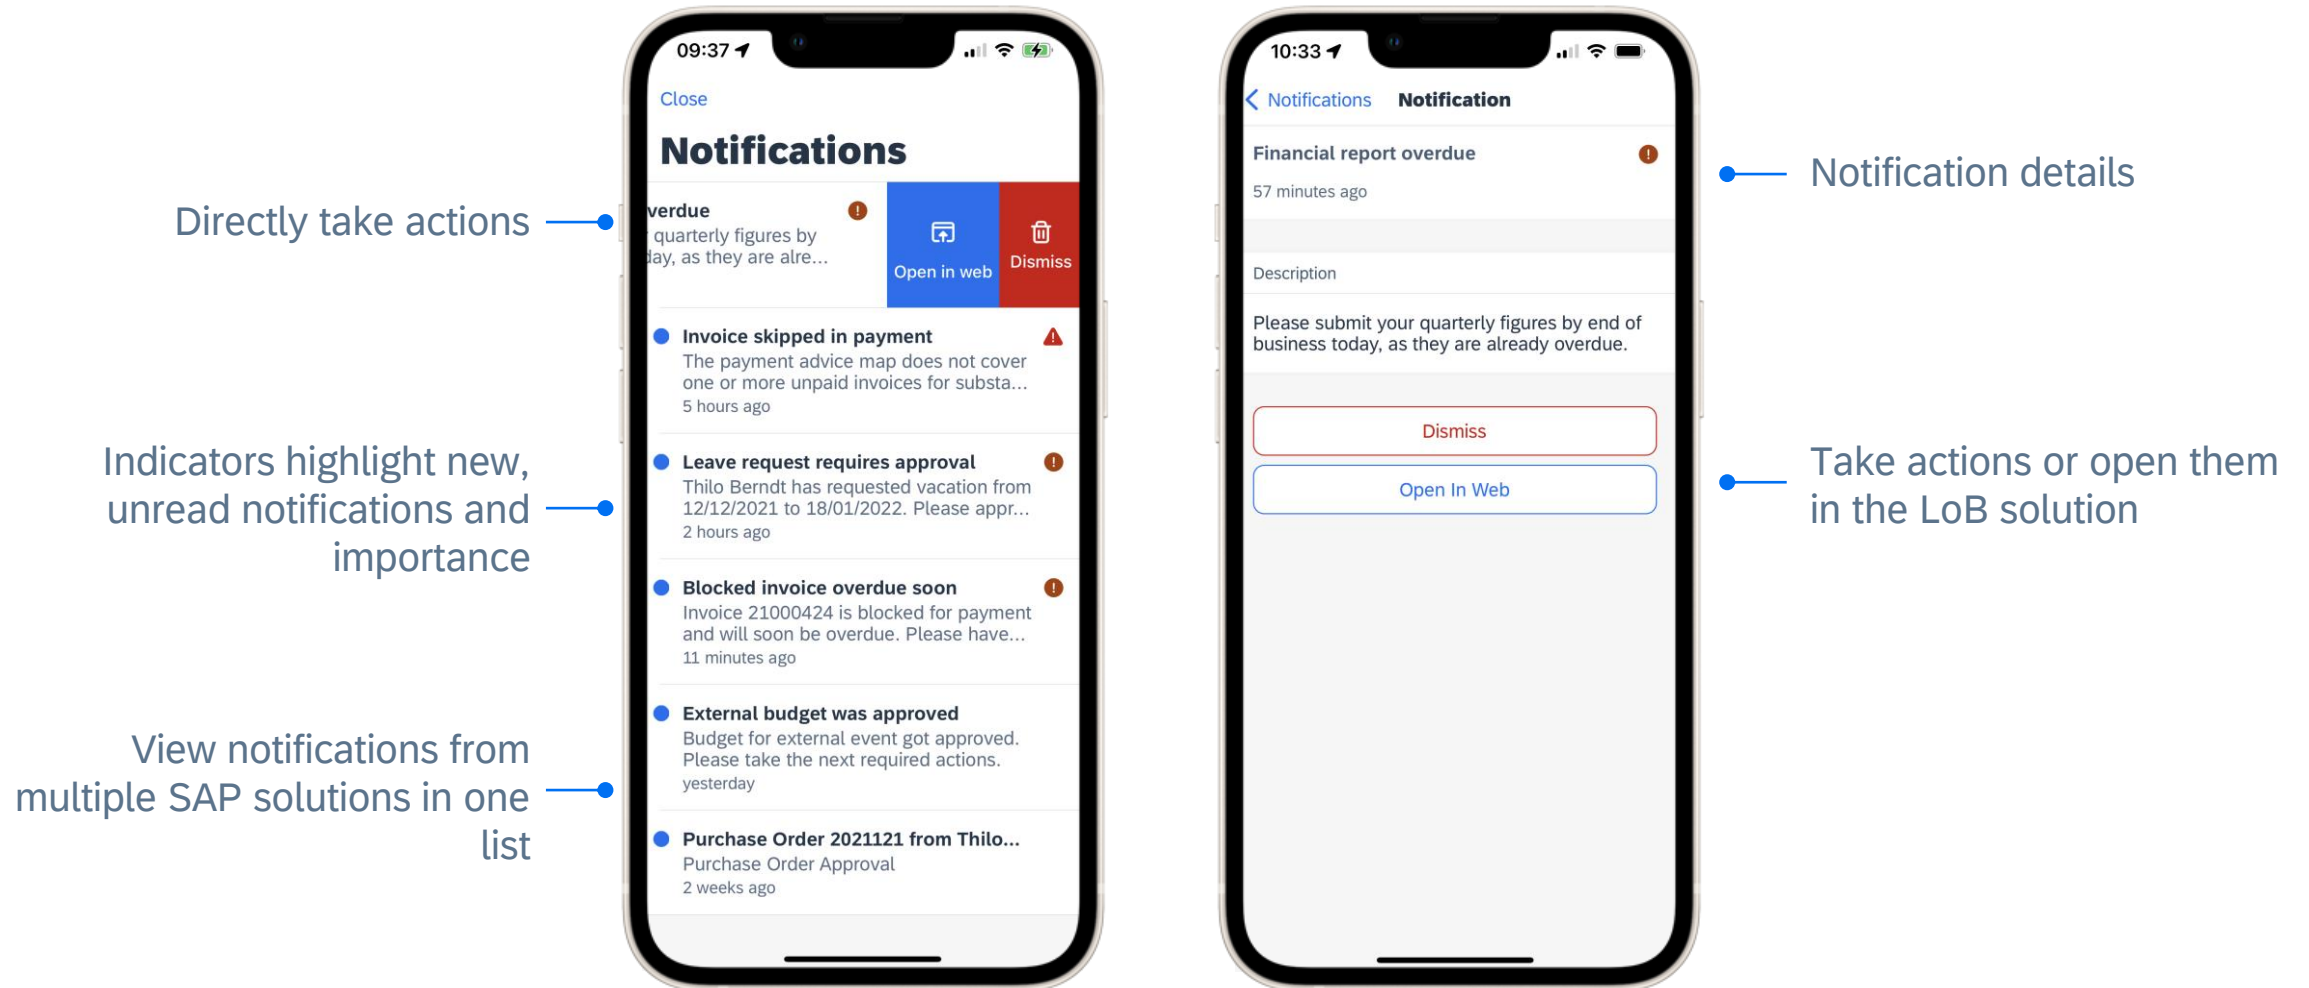 Directly take actions
Indicators highlight new,
unread notifications and
importance
View notifications from
multiple SAP solutions in one
list
09:37
Close
Notifications
verdue
quarterly figures by
day, as they are alre...
Open in web
Dismiss
Invoice skipped in payment
The payment advice map does not cover
one or more unpaid invoices for substa...
5 hours ago
Leave request requires approval
Thilo Berndt has requested vacation from
12/12/2021 to 18/01/2022. Please appr...
2 hours ago
Blocked invoice overdue soon
Invoice 21000424 is blocked for payment
and will soon be overdue. Please have...
11 minutes ago
External budget was approved
Budget for external event got approved.
Please take the next required actions.
yesterday
Purchase Order 2021121 from Thilo...
Purchase Order Approval
2 weeks ago
10:33
Notifications Notification
Financial report overdue
57 minutes ago
Description
Please submit your quarterly figures by end of
business today, as they are already overdue.
Dismiss
Open In Web
Notification details
Take actions or open them
in the LoB solution